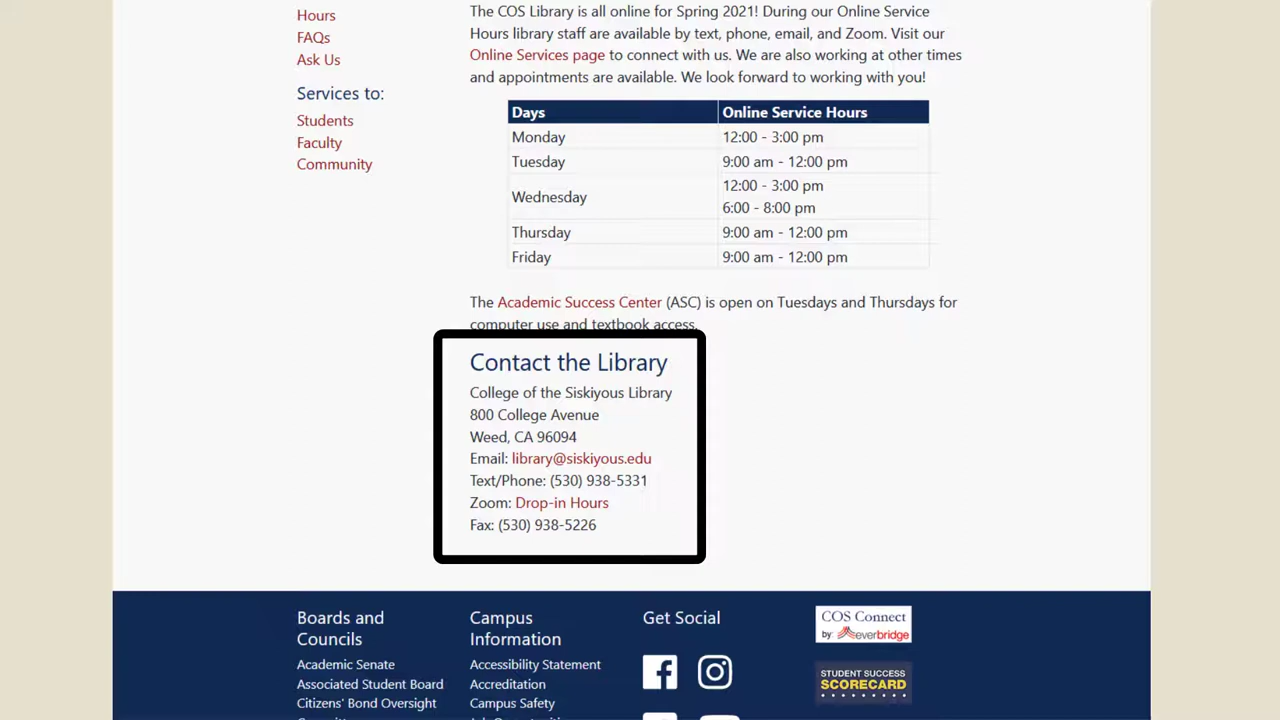 Hours
FAQs
Ask Us
Services to:
Students
Faculty
Community
The COS Library is all online for Spring 2021! During our Online Service
Hours library staff are available by text, phone, email, and Zoom. Visit our
Online Services page to connect with us. We are also working at other times
and appointments are available. We look forward to working with you!
Days Online Service Hours
Monday 12:00 - 3:00 pm
Tuesday 9:00 am - 12:00 pm
Wednesday 12:00 - 3:00 pm
6:00 - 8:00 pm
Thursday 9:00 am - 12:00 pm
Friday 9:00 am - 12:00 pm
The Academic Success Center (ASC) is open on Tuesdays and Thursdays for
computer use and textbook access.
Contact the Library
College of the Siskiyous Library
800 College Avenue
Weed, CA 96094
Email: library@siskiyous.edu
Text/Phone: (530) 938-5331
Zoom: Drop-in Hours
Fax: (530) 938-5226
Boards and
Councils
Academic Senate
Associated Student Board
Citizens' Bond Oversight
Campus
Information
Accessibility Statement
Accreditation
Campus Safety
Get Social
COS Connect
by: everbridge
STUDENT SUCCESS
SCORECARD